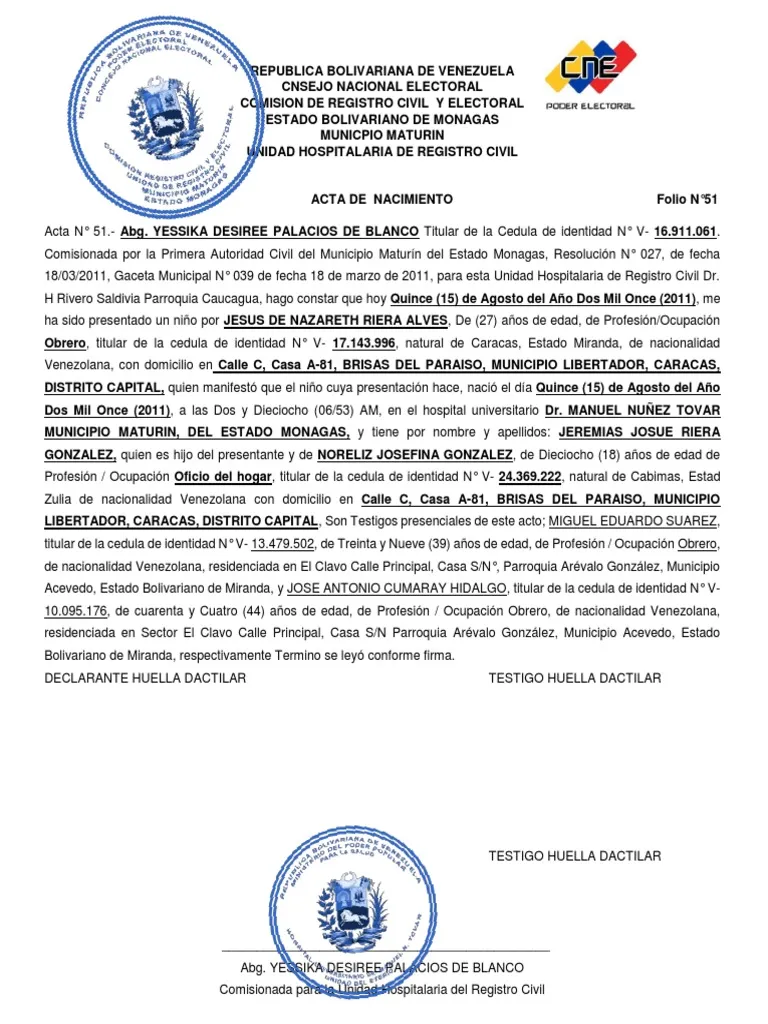 REPUBLICA BOLIVARIANA DE VENEZUELA
PODER ELECTORAL
CONCEJO NACIONAL ELECTORAL
COMISION REGISTRO CIVIL Y ELECTORAL
UNIDAD DE REGISTRO CIVIL
MUNICIPIO MATURIN
ESTADO MONAGAS
REPUBLICA BOLIVARIANA DE VENEZUELA
CNSEJO NACIONAL ELECTORAL
COMISION DE REGISTRO CIVIL Y ELECTORAL
ESTADO BOLIVARIANO DE MONAGAS
MUNICPIO MATURIN
UNIDAD HOSPITALARIA DE REGISTRO CIVIL
CNE
PODER ELECTORAL
ACTA DE NACIMIENTO Folio N°51
Acta N° 51.- Abg. YESSIKA DESIREE PALACIOS DE BLANCO Titular de la Cedula de identidad N° V- 16.911.061.
Comisionada por la Primera Autoridad Civil del Municipio Maturín del Estado Monagas, Resolución N° 027, de fecha
18/03/2011, Gaceta Municipal N° 039 de fecha 18 de marzo de 2011, para esta Unidad Hospitalaria de Registro Civil Dr.
H Rivero Saldivia Parroquia Caucagua, hago constar que hoy Quince (15) de Agosto del Año Dos Mil Once (2011), me
ha sido presentado un niño por JESUS DE NAZARETH RIERA ALVES, De (27) años de edad, de Profesión/Ocupación
Obrero, titular de la cedula de identidad N° V- 17.143.996, natural de Caracas, Estado Miranda, de nacionalidad
Venezolana, con domicilio en Calle C, Casa A-81, BRISAS DEL PARAISO, MUNICIPIO LIBERTADOR, CARACAS,
DISTRITO CAPITAL, quien manifestó que el niño cuya presentación hace, nació el día Quince (15) de Agosto del Año
Dos Mil Once (2011), a las Dos y Dieciocho (06/53) AM, en el hospital universitario Dr. MANUEL NUÑEZ TOVAR
MUNICIPIO MATURIN, DEL ESTADO MONAGAS, y tiene por nombre y apellidos: JEREMIAS JOSUE RIERA
GONZALEZ, quien es hijo del presentante y de NORELIZ JOSEFINA GONZALEZ, de Dieciocho (18) años de edad de
Profesión / Ocupación Oficio del hogar, titular de la cedula de identidad N° V- 24.369.222, natural de Cabimas, Estad
Zulia de nacionalidad Venezolana con domicilio en Calle C, Casa A-81, BRISAS DEL PARAISO, MUNICIPIO
LIBERTADOR, CARACAS, DISTRITO CAPITAL, Son Testigos presenciales de este acto; MIGUEL EDUARDO SUAREZ,
titular de la cedula de identidad N° V- 13.479.502, de Treinta y Nueve (39) años de edad, de Profesión / Ocupación Obrero,
de nacionalidad Venezolana, residenciada en El Clavo Calle Principal, Casa S/N°, Parroquia Arévalo González, Municipio
Acevedo, Estado Bolivariano de Miranda, y JOSE ANTONIO CUMARAY HIDALGO, titular de la cedula de identidad N° V-
10.095.176, de cuarenta y Cuatro (44) años de edad, de Profesión / Ocupación Obrero, de nacionalidad Venezolana,
residenciada en Sector El Clavo Calle Principal, Casa S/N Parroquia Arévalo González, Municipio Acevedo, Estado
Bolivariano de Miranda, respectivamente Termino se leyó conforme firma.
DECLARANTE HUELLA DACTILAR TESTIGO HUELLA DACTILAR
TESTIGO HUELLA DACTILAR
REPUBLICA BOLIVARIANA DE VENEZUELA
MINISTERIO DEL PODER POPULAR
PARA LA SALUD
Abg. YESSIKA DESIREE PALACIOS DE BLANCO
Comisionada para la Unidad Hospitalaria del Registro Civil